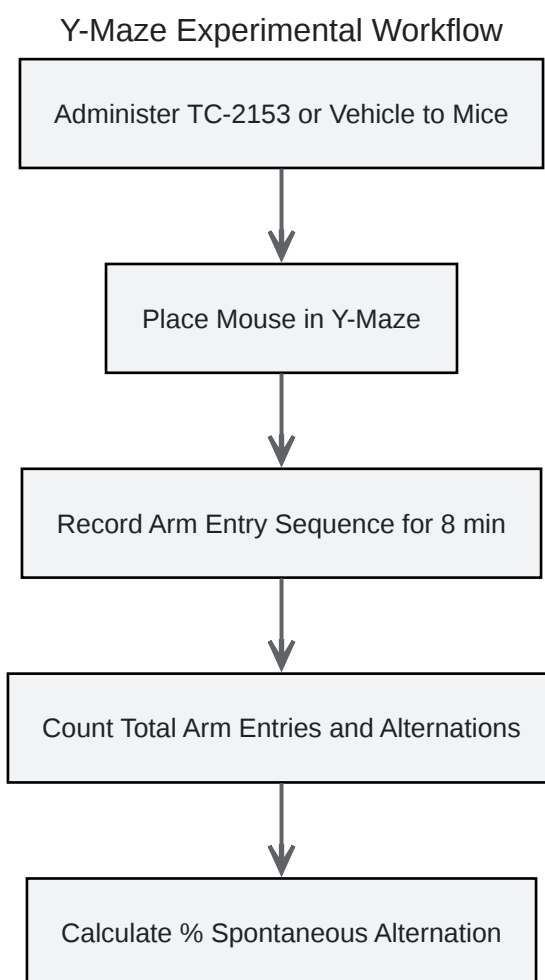 Y-Maze Experimental Workflow
Administer TC-2153 or Vehicle to Mice
Place Mouse in Y-Maze
Record Arm Entry Sequence for 8 min
Count Total Arm Entries and Alternations
Calculate % Spontaneous Alternation